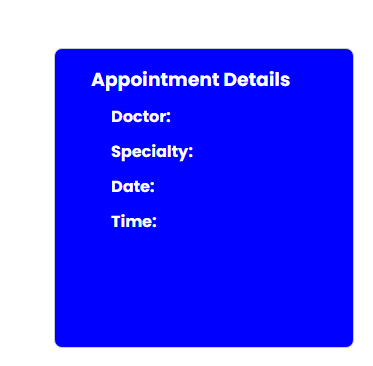 Appointment Details
Doctor:
Specialty:
Date:
Time: